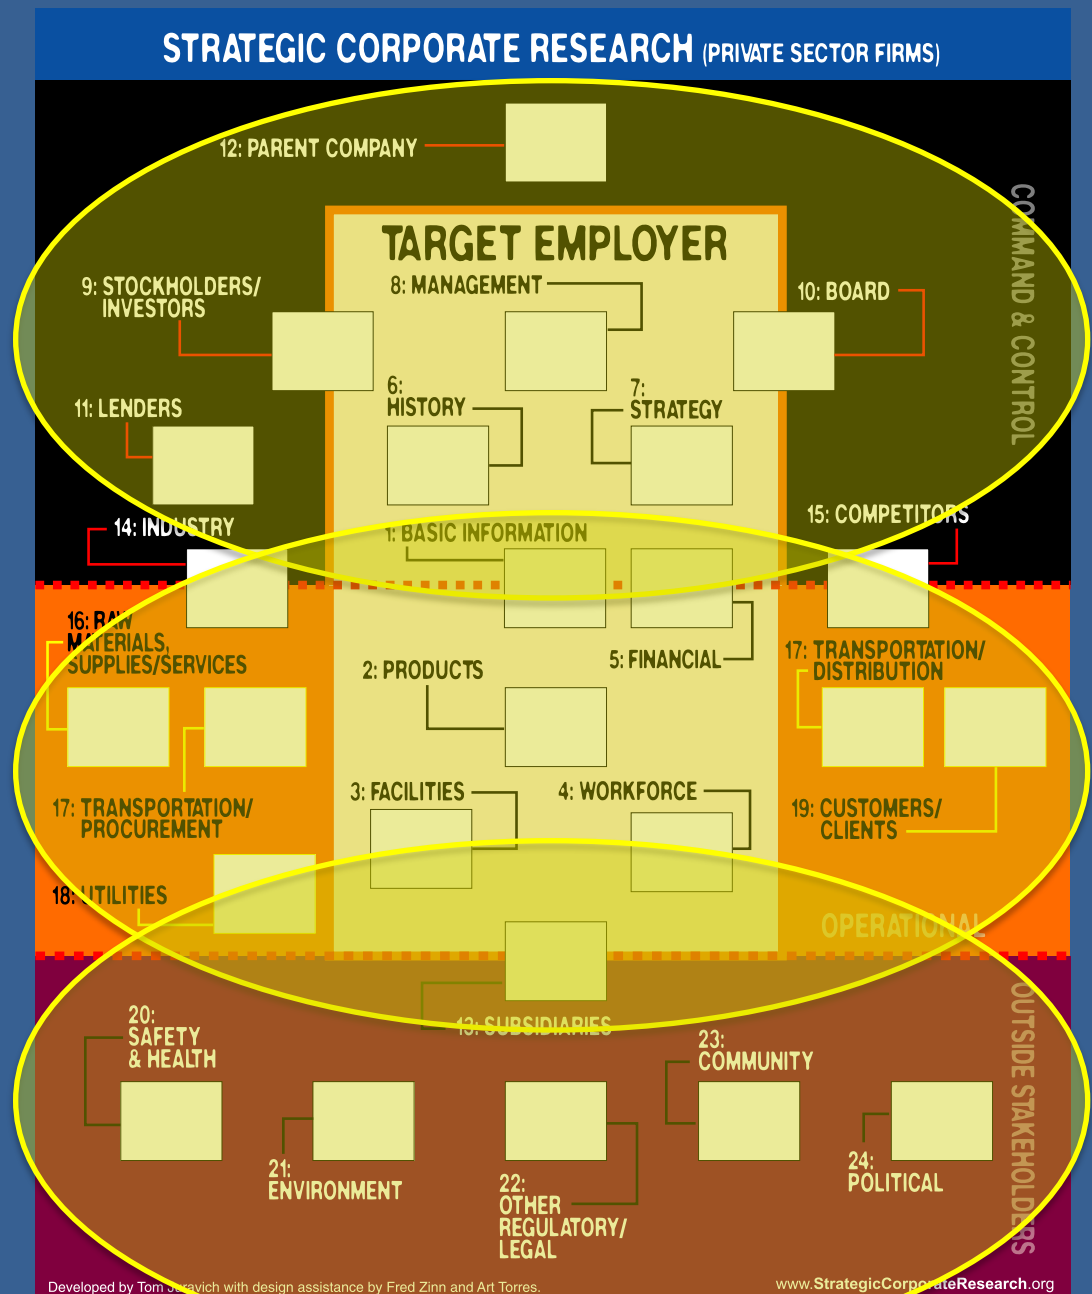 STRATEGIC CORPORATE RESEARCH (PRIVATE SECTOR FIRMS)
12: PARENT COMPANY
COMMAND & CONTROL
TARGET EMPLOYER
8: MANAGEMENT
9: STOCKHOLDERS/
INVESTORS
10: BOARD
6:
HISTORY
7:
STRATEGY
11: LENDERS
14: INDUSTRY
1: BASIC INFORMATION
15: COMPETITORS
16: RAW
MATERIALS,
SUPPLIES/SERVICES
5: FINANCIAL
17: TRANSPORTATION/
DISTRIBUTION
2: PRODUCTS
3: FACILITIES
4: WORKFORCE
17: TRANSPORTATION/
PROCUREMENT
19: CUSTOMERS/
CLIENTS
18: UTILITIES
OPERATIONAL
13: SUBSIDIARIES
OUTSIDE STAKEHOLDERS
20:
SAFETY
& HEALTH
23:
COMMUNITY
21:
ENVIRONMENT
22:
OTHER
REGULATORY/
LEGAL
24:
POLITICAL
Developed by Tom Juravich with design assistance by Fred Zinn and Art Torres.
www.StrategicCorporateResearch.org